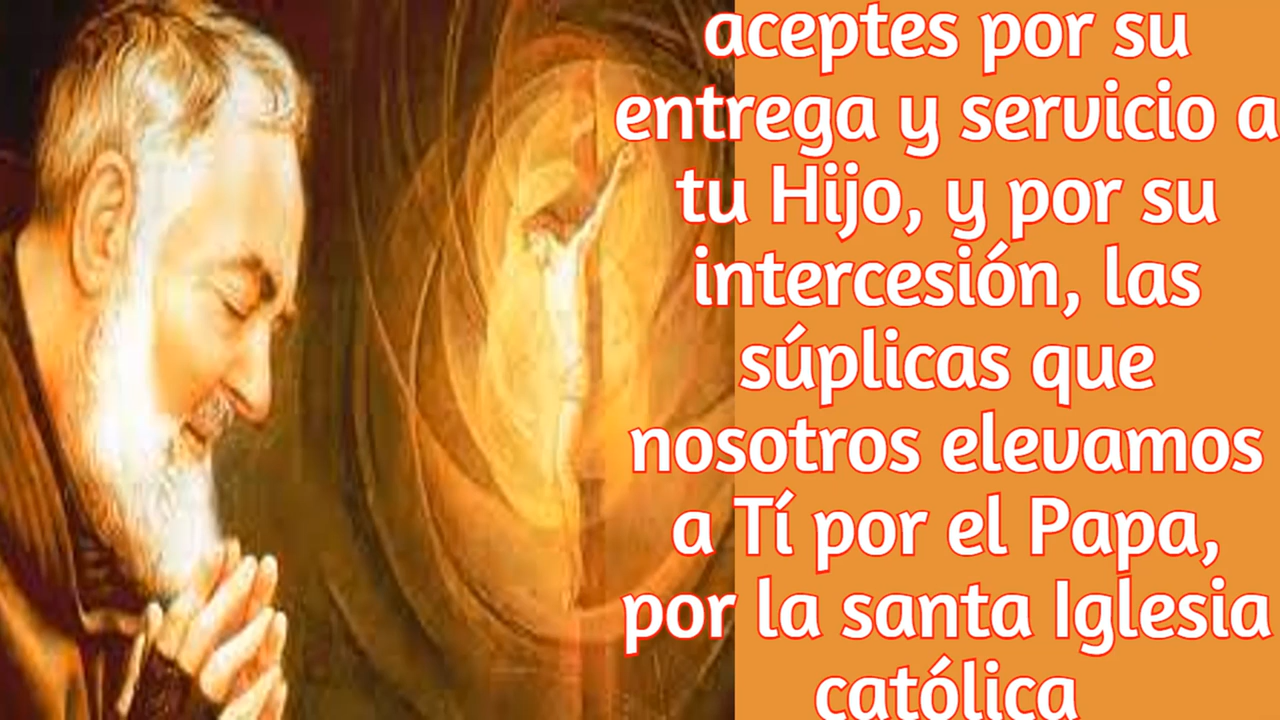 aceptes por su
entrega y servicio a
tu Hijo, y por su
intercesión, las
súplicas que
nosotros elevamos
a Tí por el Papa,
por la santa Iglesia
católica